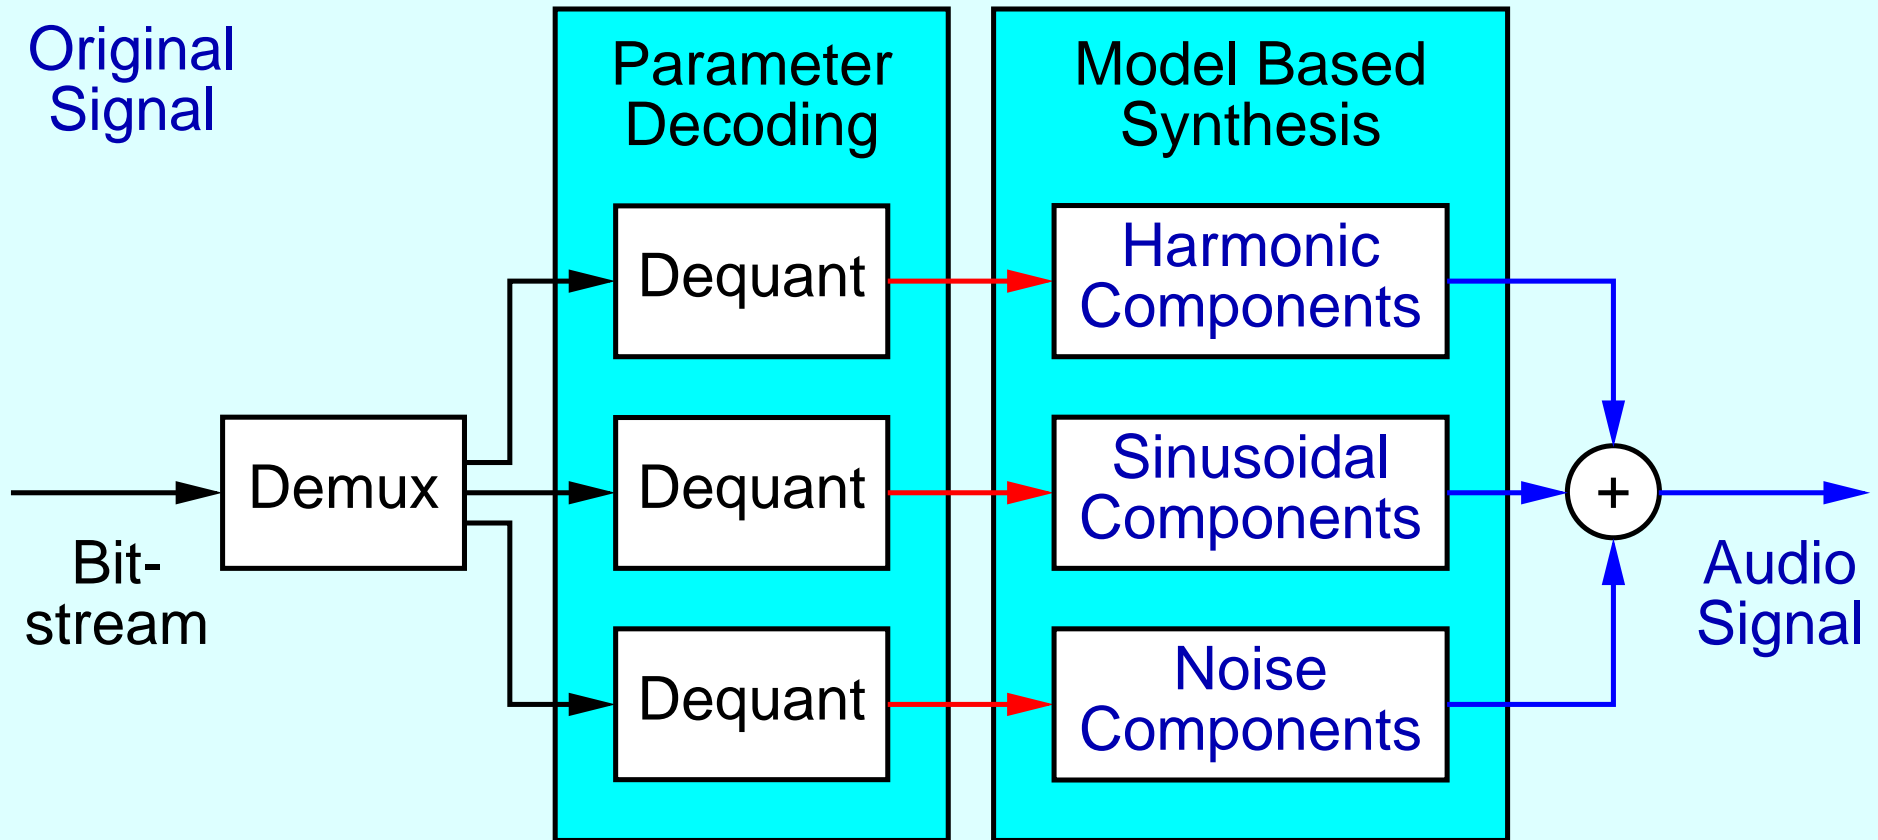 Original
Signal
Parameter
Decoding
Model Based
Synthesis
Dequant
Harmonic
Components
Demux
Dequant
Sinusoidal
Components
+
Bit-
stream
Audio
Signal
Dequant
Noise
Components